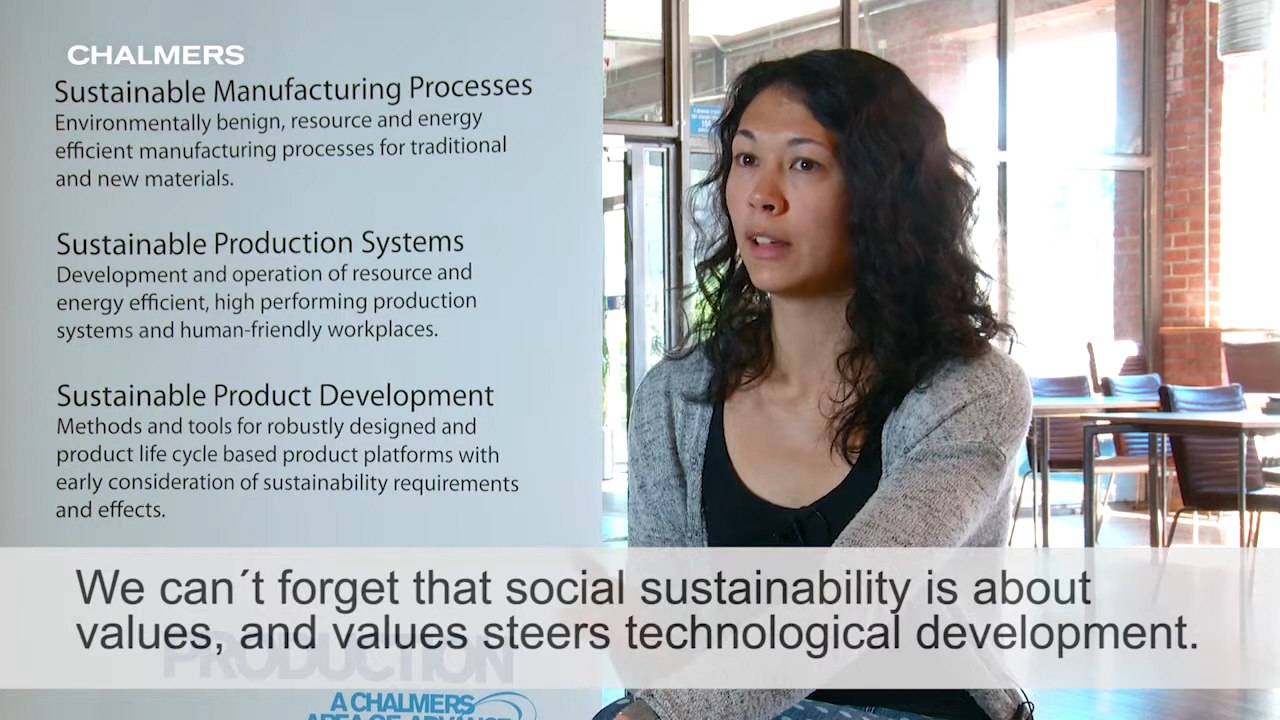 CHALMERS
Sustainable Manufacturing Processes
Environmentally benign, resource and energy
efficient manufacturing processes for traditional
and new materials.
Sustainable Production Systems
Development and operation of resource and
energy efficient, high performing production
systems and human-friendly workplaces.
Sustainable Product Development
Methods and tools for robustly designed and
product life cycle based product platforms with
early consideration of sustainability requirements
and effects.
We can´t forget that social sustainability is about
values, and values steers technological development.
PRODUCTION
A CHALMERS
AREA OF ADVANCE